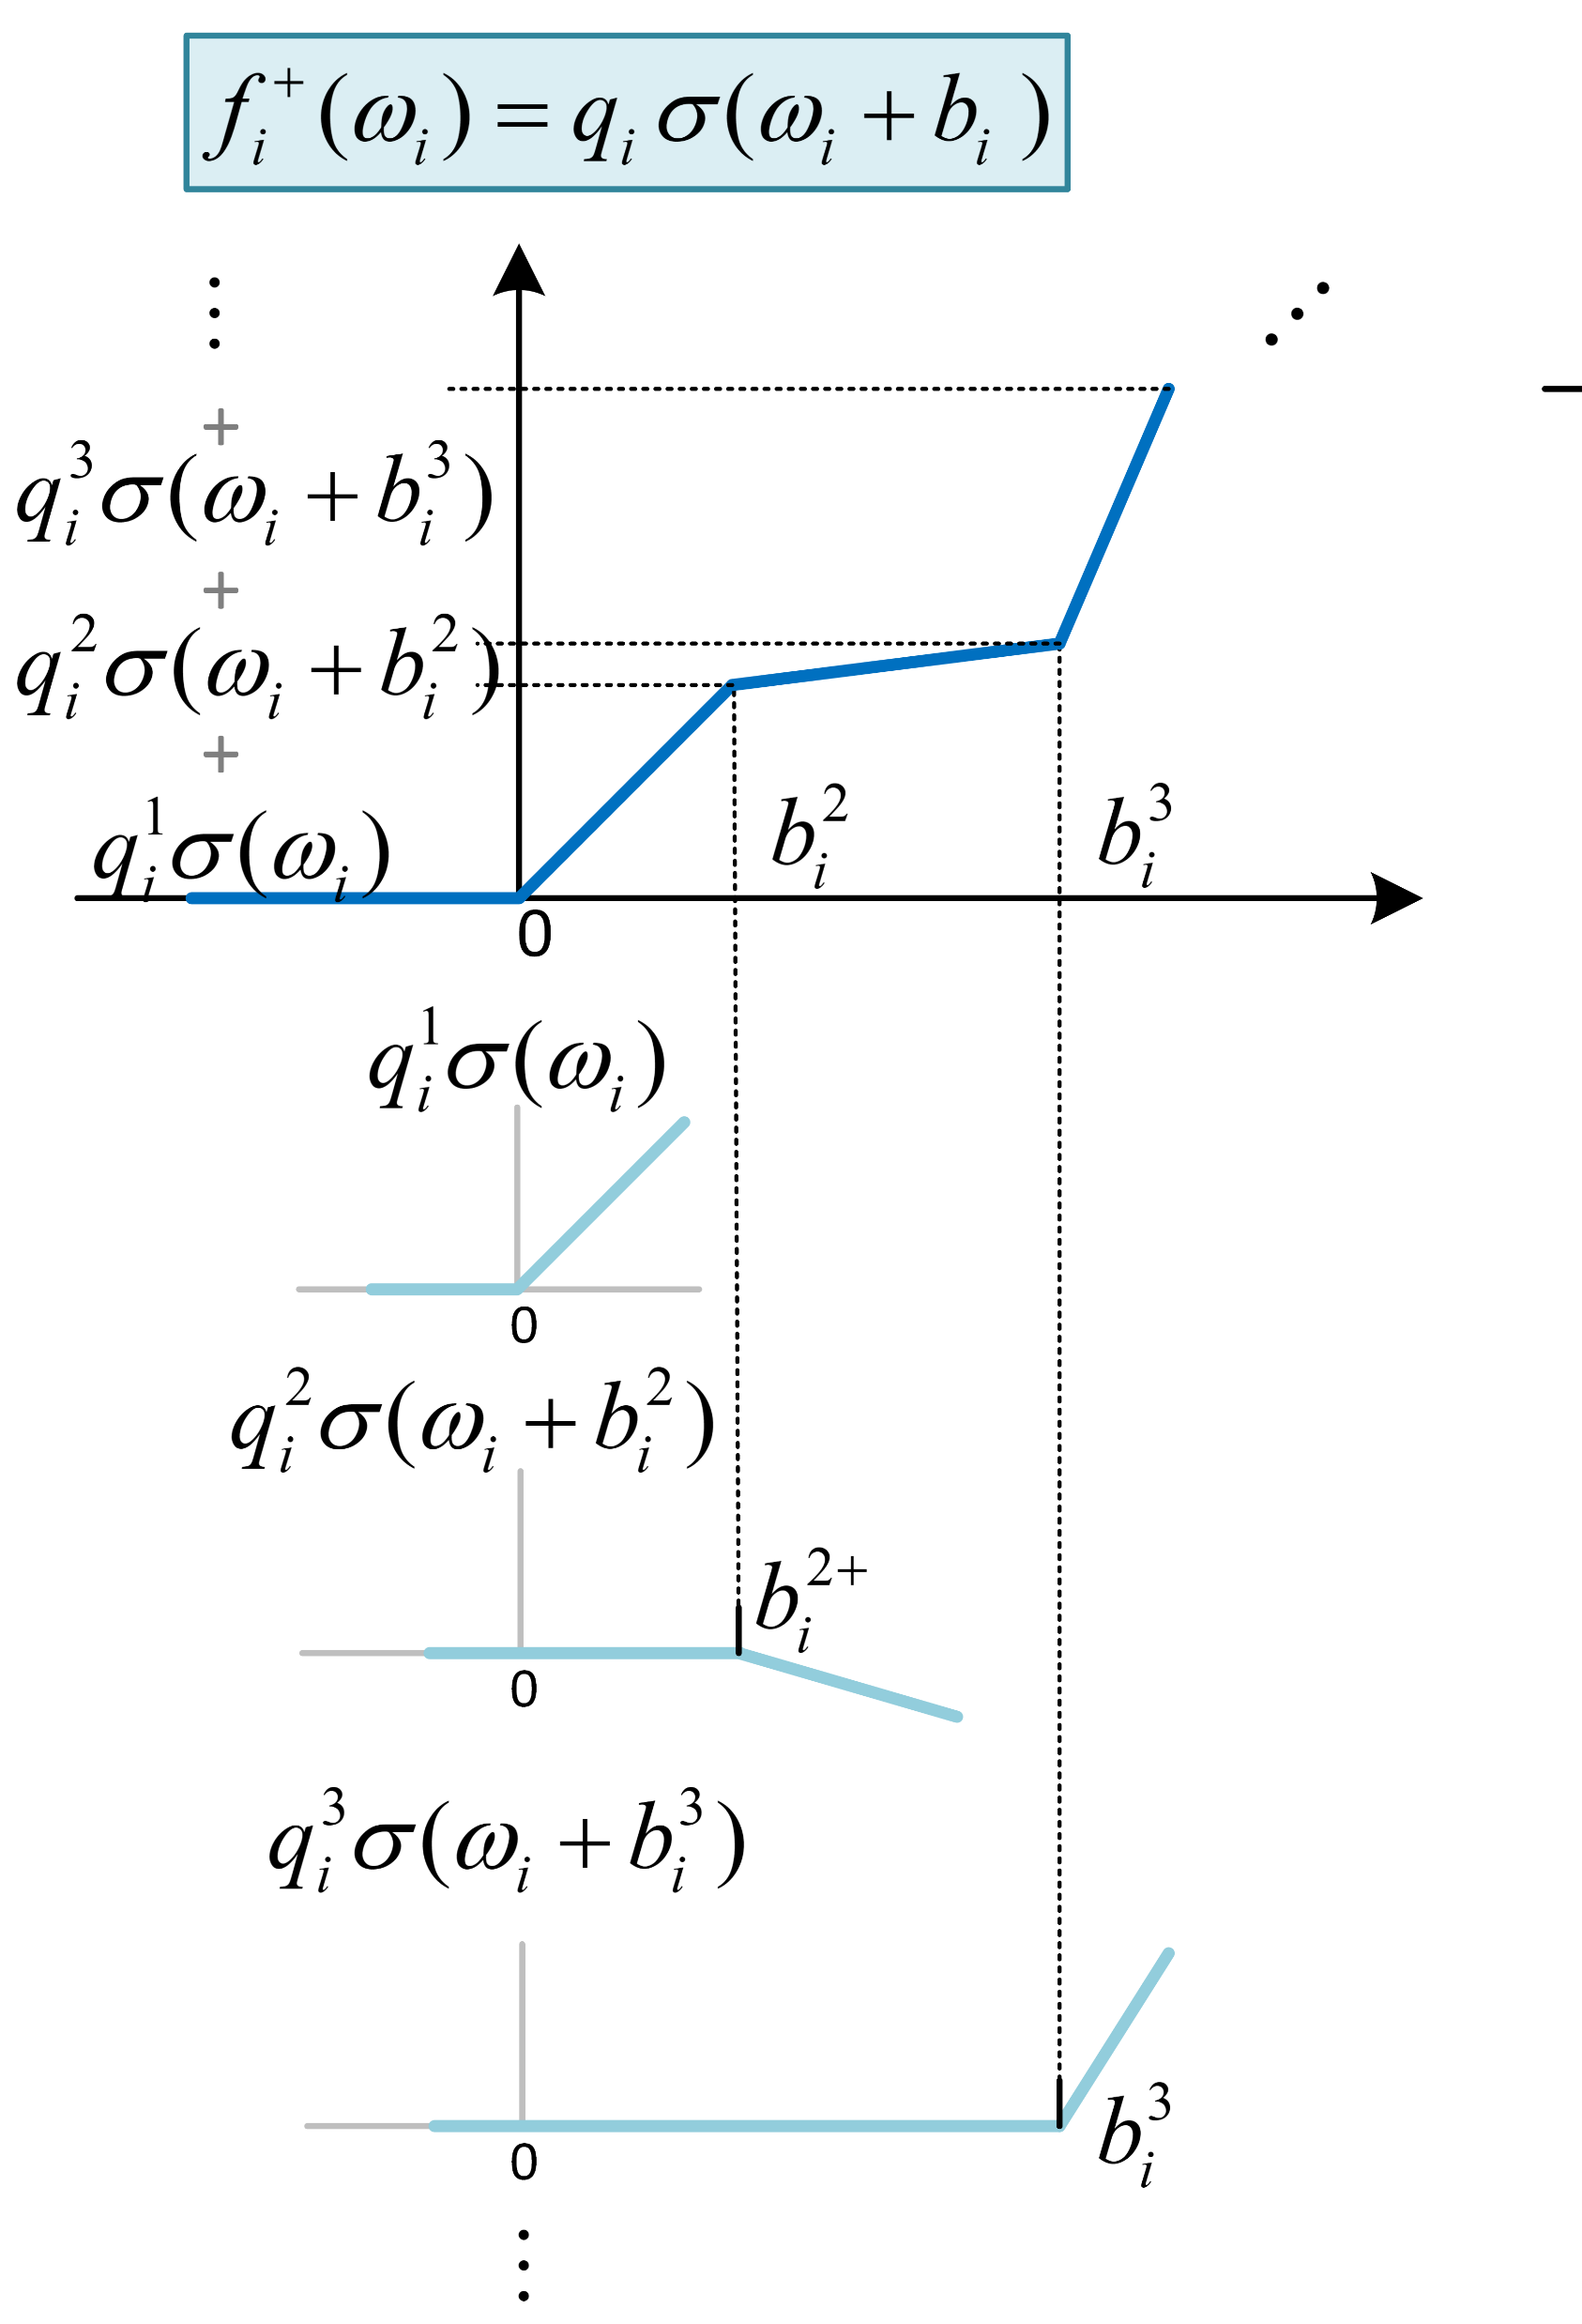 f_i^+(ω_i) = q_i σ(ω_i + b_i)
⋮
+
q_i^3 σ(ω_i + b_i^3)
+
q_i^2 σ(ω_i + b_i^2)
+
b_i^2 b_i^3
q_i^1 σ(ω_i)
0
q_i^1 σ(ω_i)
0
q_i^2 σ(ω_i + b_i^2)
b_i^{2+}
0
q_i^3 σ(ω_i + b_i^3)
b_i^3
0
⋮